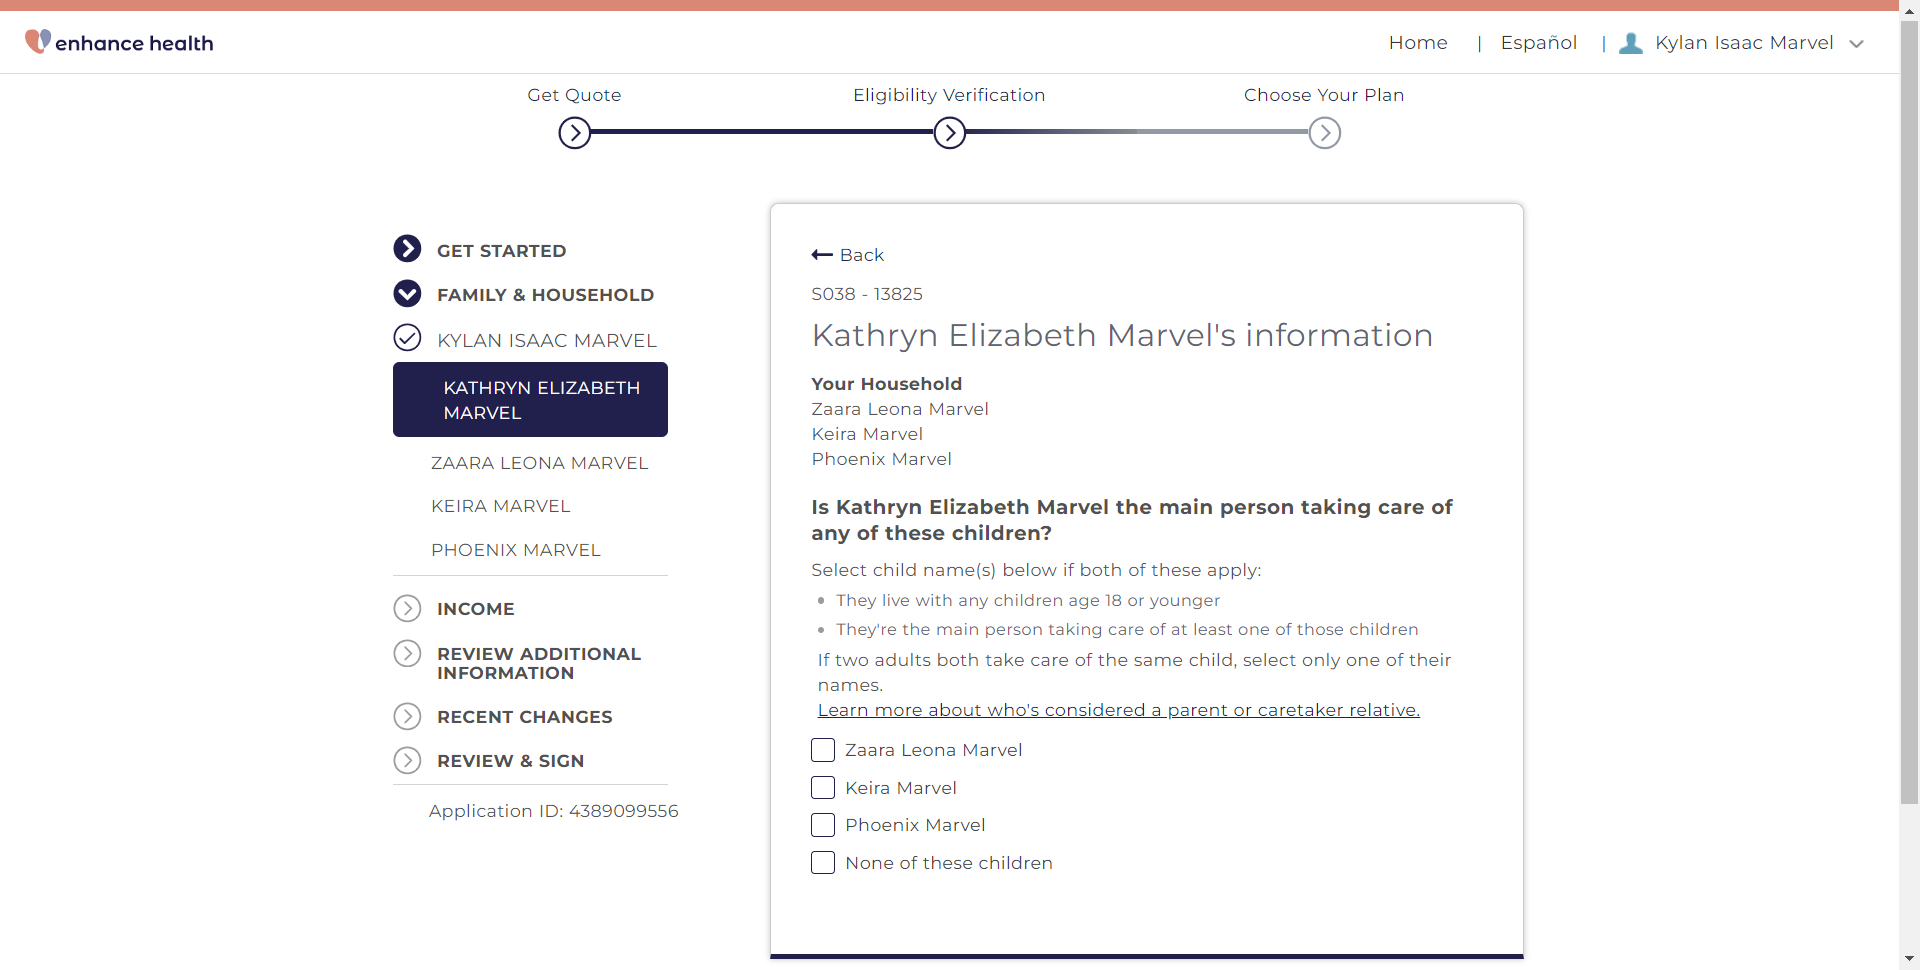 enhance health
Home | Español | Kylan Isaac Marvel
Get Quote
Eligibility Verification
Choose Your Plan
GET STARTED
FAMILY & HOUSEHOLD
KYLAN ISAAC MARVEL
KATHRYN ELIZABETH
MARVEL
ZAARA LEONA MARVEL
KEIRA MARVEL
PHOENIX MARVEL
INCOME
REVIEW ADDITIONAL
INFORMATION
RECENT CHANGES
REVIEW & SIGN
Application ID: 4389099556
Back
S038 - 13825
Kathryn Elizabeth Marvel's information
Your Household
Zaara Leona Marvel
Keira Marvel
Phoenix Marvel
Is Kathryn Elizabeth Marvel the main person taking care of
any of these children?
Select child name(s) below if both of these apply:
• They live with any children age 18 or younger
• They're the main person taking care of at least one of those children
If two adults both take care of the same child, select only one of their
names.
Learn more about who's considered a parent or caretaker relative.
Zaara Leona Marvel
Keira Marvel
Phoenix Marvel
None of these children